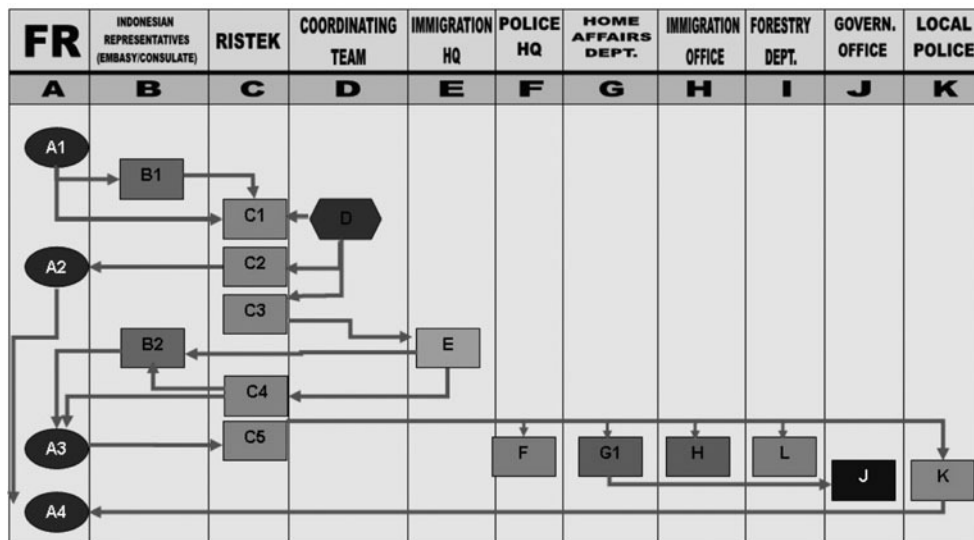 FR
INDONESIAN
REPRESENTATIVES
(EMBASY/CONSULATE)
RISTEK
COORDINATING
TEAM
IMMIGRATION
HQ
POLICE
HQ
HOME
AFFAIRS
DEPT.
IMMIGRATION
OFFICE
FORESTRY
DEPT.
GOVERN.
OFFICE
LOCAL
POLICE
A B C D E F G H I J K
A1
B1
C1 D
A2 C2
C3
B2 E
C4
A3 C5
F G1 H L
J K
A4